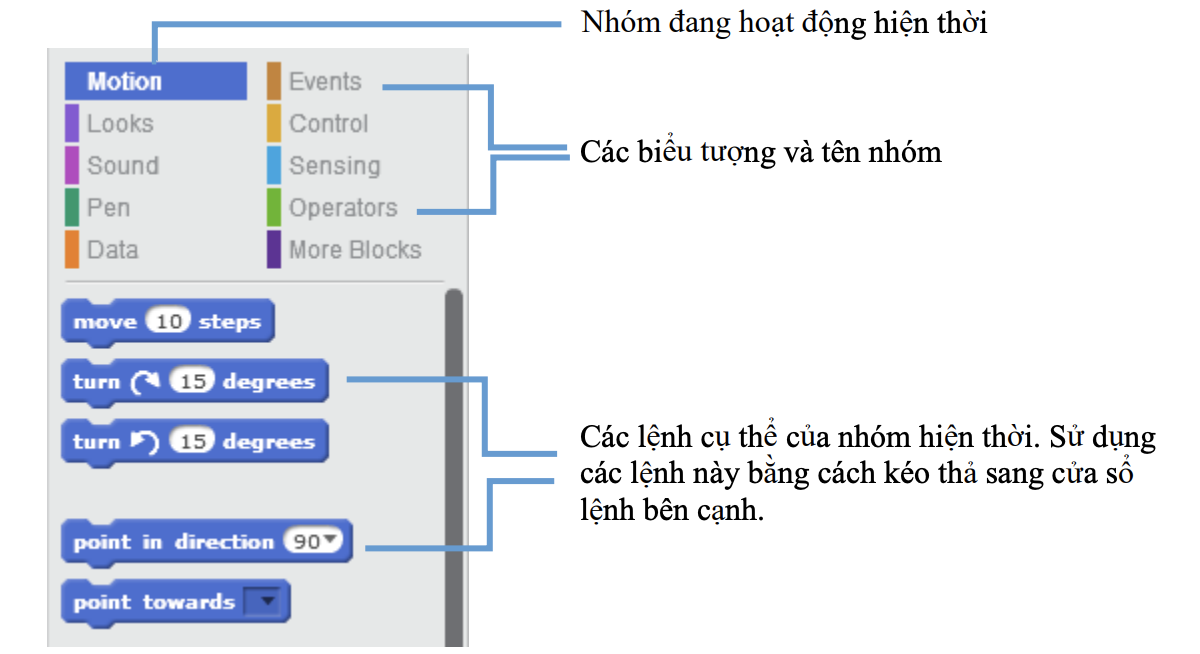 Nhóm đang hoạt động hiện thời
Motion
Events
Looks
Control
Các biểu tượng và tên nhóm
Sound
Sensing
Pen
Operators
Data
More Blocks
move 10 steps
turn 15 degrees
turn 15 degrees
Các lệnh cụ thể của nhóm hiện thời. Sử dụng
các lệnh này bằng cách kéo thả sang cửa sổ
lệnh bên cạnh.
point in direction 90
point towards